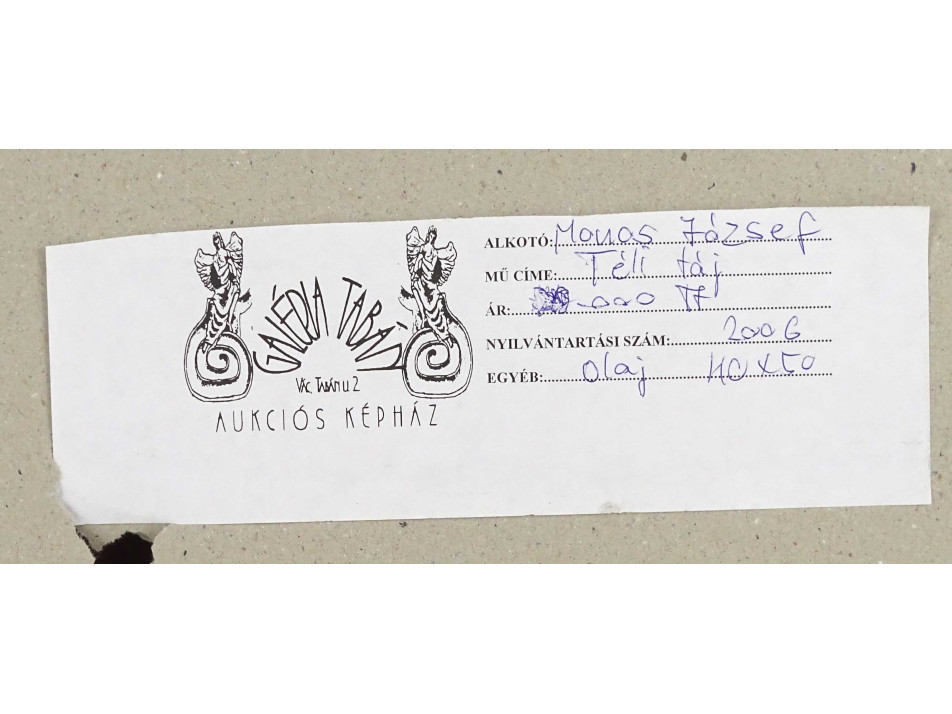 GALÉRIA TABÁN
VÁC, TABÁN U. 2
AUKCIÓS KÉPHÁZ
ALKOTÓ: Monos József
MŰ CÍME: Téli táj
ÁR: .000 Ft
NYILVÁNTARTÁSI SZÁM: 2006
EGYÉB: olaj 40x50